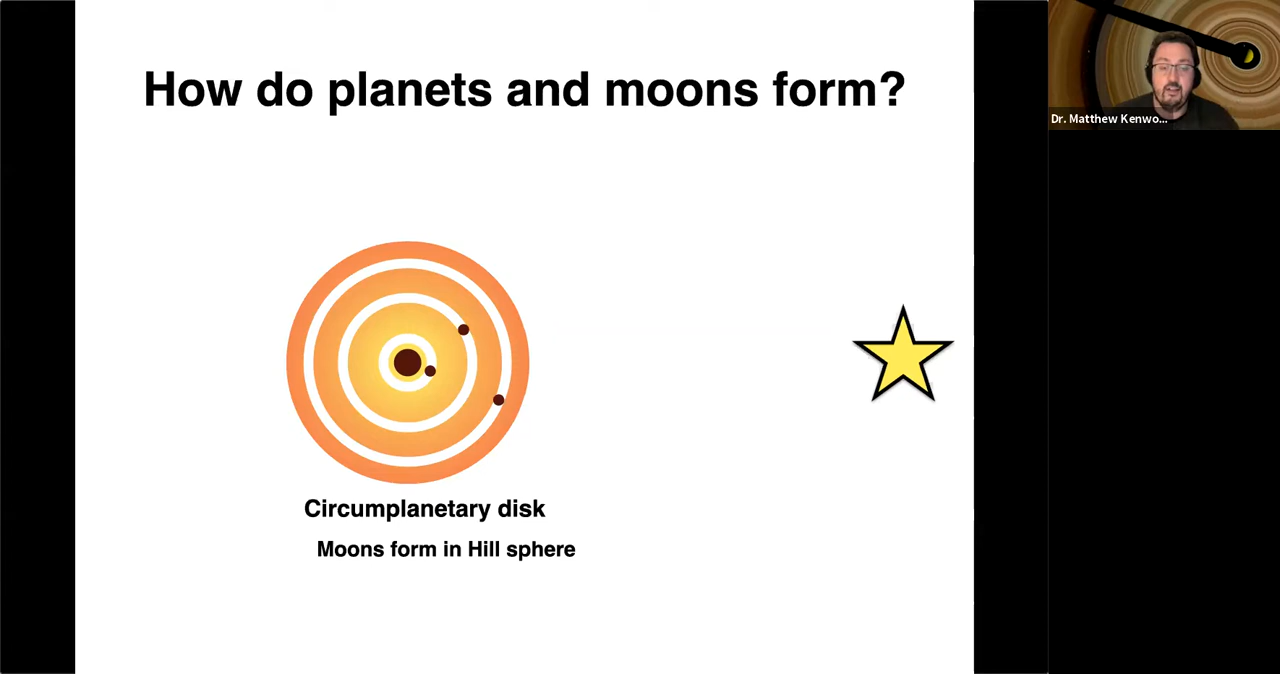 How do planets and moons form?
Dr. Matthew Kenwo...
Circumplanetary disk
Moons form in Hill sphere